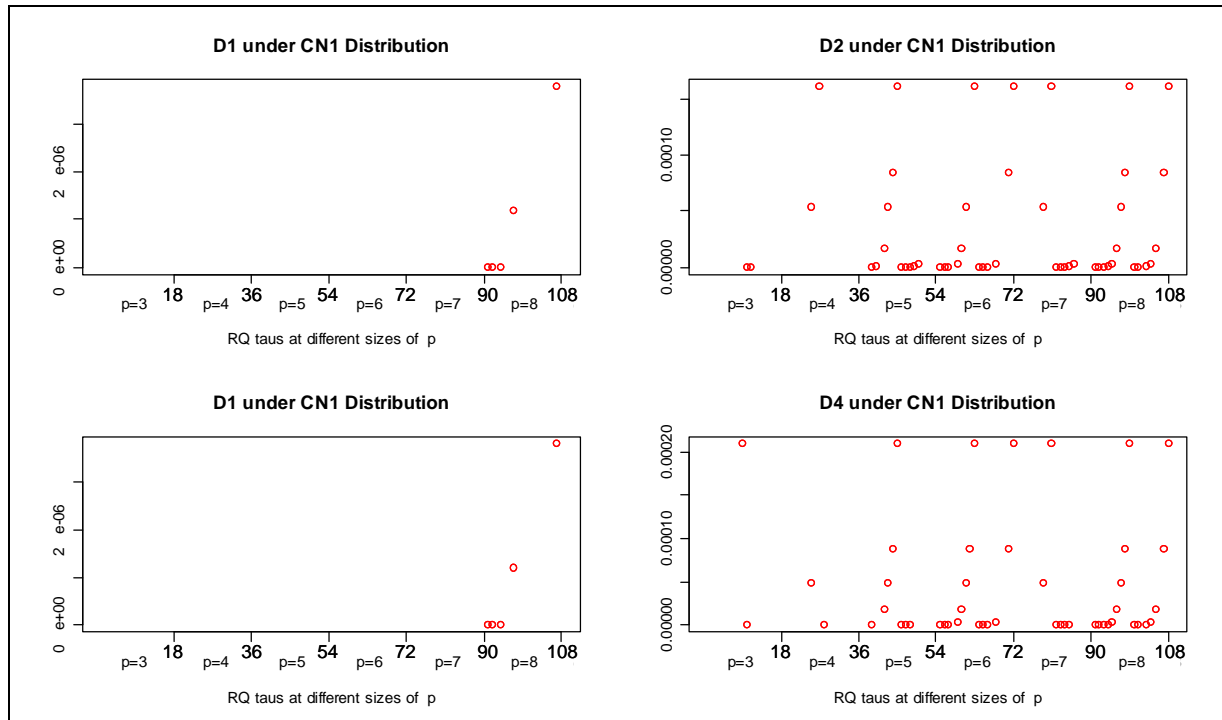 D1 under CN1 Distribution
0 e+00 2 e-06
18 36 54 72 90 108
p=3 p=4 p=5 p=6 p=7 p=8
RQ taus at different sizes of p
D2 under CN1 Distribution
0.00000 0.00010
18 36 54 72 90 108
p=3 p=4 p=5 p=6 p=7 p=8
RQ taus at different sizes of p
D1 under CN1 Distribution
0 e+00 2 e-06
18 36 54 72 90 108
p=3 p=4 p=5 p=6 p=7 p=8
RQ taus at different sizes of p
D4 under CN1 Distribution
0.00000 0.00010 0.00020
18 36 54 72 90 108
p=3 p=4 p=5 p=6 p=7 p=8
RQ taus at different sizes of p